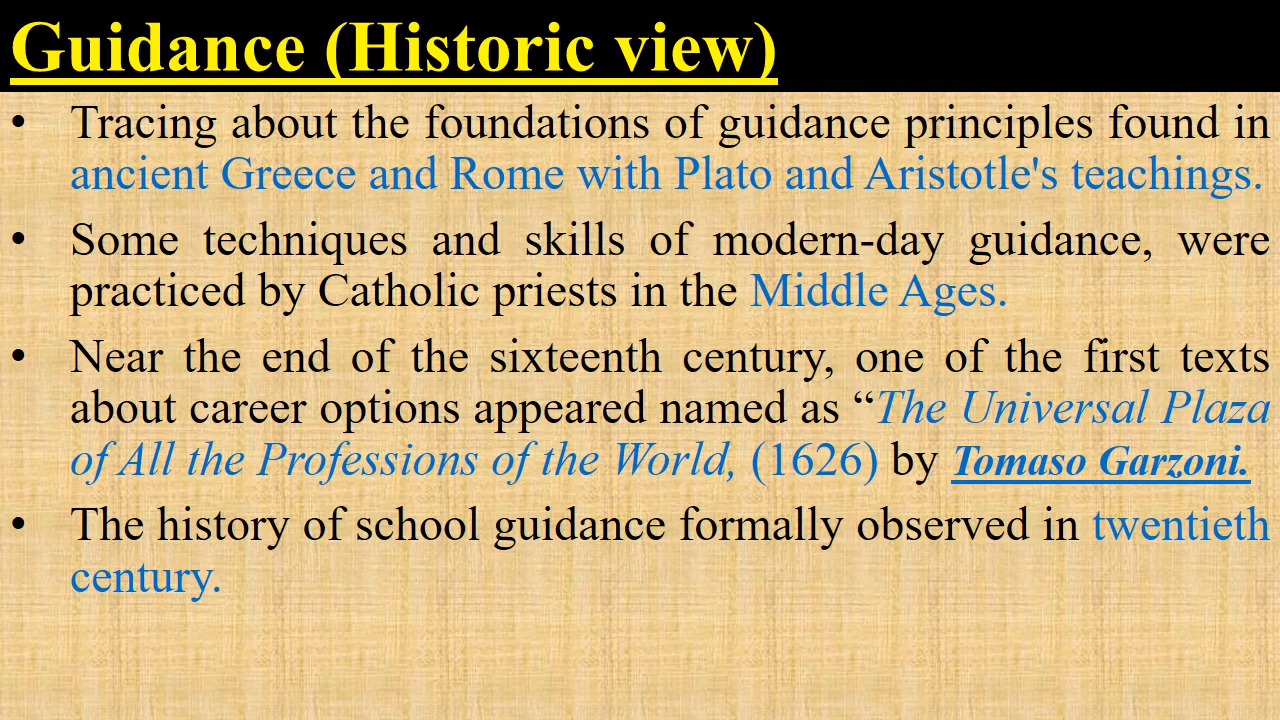 Guidance (Historic view)
• Tracing about the foundations of guidance principles found in
ancient Greece and Rome with Plato and Aristotle's teachings.
• Some techniques and skills of modern-day guidance, were
practiced by Catholic priests in the Middle Ages.
• Near the end of the sixteenth century, one of the first texts
about career options appeared named as “The Universal Plaza
of All the Professions of the World, (1626) by Tomaso Garzoni.
• The history of school guidance formally observed in twentieth
century.